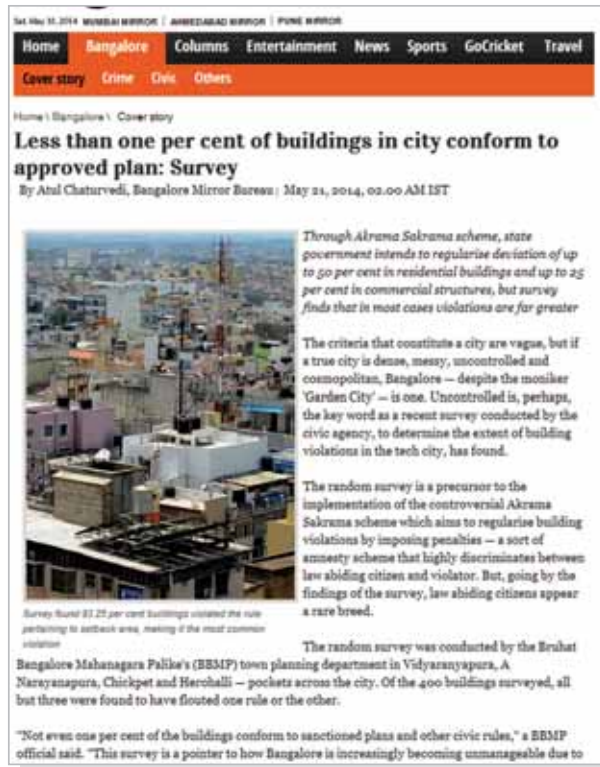 Sat, May 31, 2014 MUMBAI MIRROR | AHMEDABAD MIRROR | PUNE MIRROR
Home Bangalore Columns Entertainment News Sports GoCricket Travel
Cover story Crime Civic Others
Home \ Bangalore \ Cover story
Less than one per cent of buildings in city conform to
approved plan: Survey
By Atul Chaturvedi, Bangalore Mirror Bureau | May 21, 2014, 02.00 AM IST
Through Akrama Sakrama scheme, state
government intends to regularise deviation of up
to 50 per cent in residential buildings and up to 25
per cent in commercial structures, but survey
finds that in most cases violations are far greater
The criteria that constitute a city are vague, but if
a true city is dense, messy, uncontrolled and
cosmopolitan, Bangalore — despite the moniker
'Garden City' — is one. Uncontrolled is, perhaps,
the key word as a recent survey conducted by the
civic agency, to determine the extent of building
violations in the tech city, has found.
The random survey is a precursor to the
implementation of the controversial Akrama
Sakrama scheme which aims to regularise building
violations by imposing penalties — a sort of
amnesty scheme that highly discriminates between
law abiding citizen and violator. But, going by the
findings of the survey, law abiding citizens appear
a rare breed.
Survey found 93.25 per cent buildings violated the rule
pertaining to setback area, making it the most common
violation
The random survey was conducted by the Bruhat
Bangalore Mahanagara Palike's (BBMP) town planning department in Vidyaranyapura, A
Narayanapura, Chickpet and Herohalli — pockets across the city. Of the 400 buildings surveyed, all
but three were found to have flouted one rule or the other.
"Not even one per cent of the buildings conform to sanctioned plans and other civic rules," a BBMP
official said. "This survey is a pointer to how Bangalore is increasingly becoming unmanageable due to